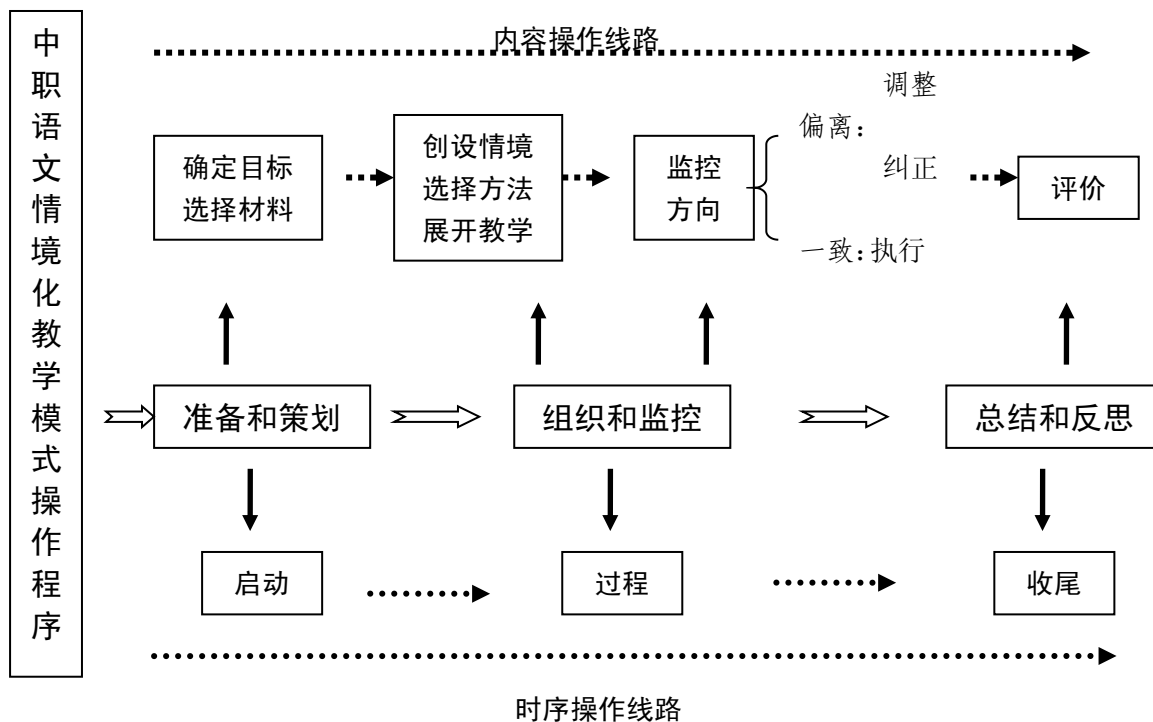 中职语文情境化教学模式操作程序
内容操作线路
调整
偏离：
纠正
一致：执行
确定目标
选择材料
创设情境
选择方法
展开教学
监控
方向
评价
准备和策划
组织和监控
总结和反思
启动
过程
收尾
时序操作线路